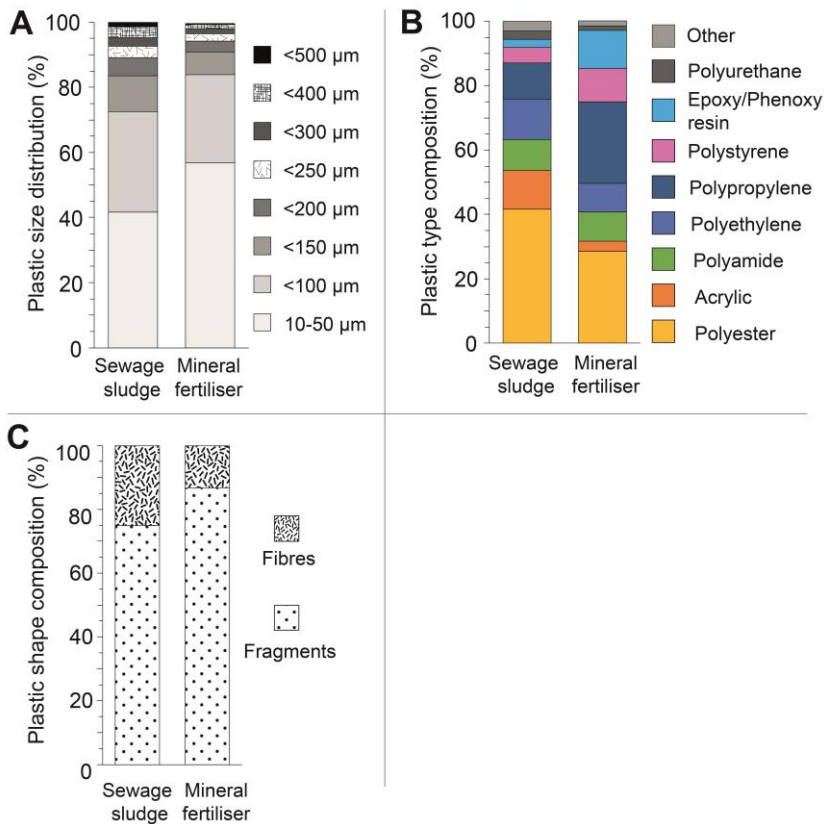 A
Plastic size distribution (%)
100
80
60
40
20
0
Sewage
sludge
Mineral
fertiliser
<500 µm
<400 µm
<300 µm
<250 µm
<200 µm
<150 µm
<100 µm
10-50 µm
B
Plastic type composition (%)
100
80
60
40
20
0
Sewage
sludge
Mineral
fertiliser
Other
Polyurethane
Epoxy/Phenoxy
resin
Polystyrene
Polypropylene
Polyethylene
Polyamide
Acrylic
Polyester
C
Plastic shape composition (%)
100
80
60
40
20
0
Sewage
sludge
Mineral
fertiliser
Fibres
Fragments